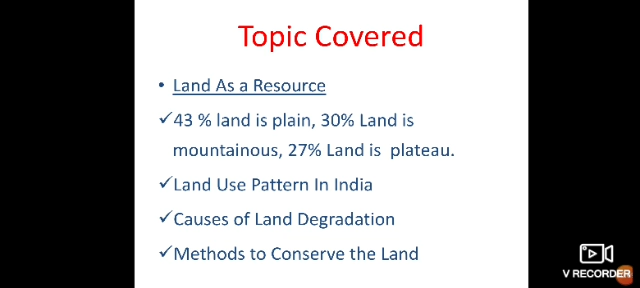 Topic Covered
• Land As a Resource
✓43 % land is plain, 30% Land is
mountainous, 27% Land is plateau.
✓Land Use Pattern In India
✓Causes of Land Degradation
✓Methods to Conserve the Land
V RECORDER